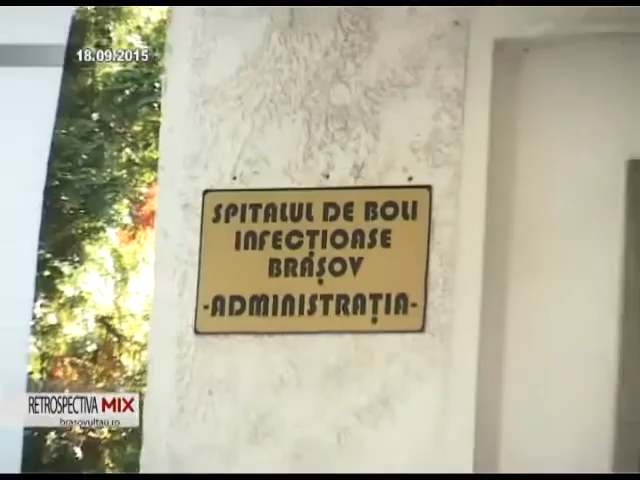 18.09.2015
SPITALUL DE BOLI
INFECȚIOASE
BRAȘOV
-ADMINISTRAȚIA-
RETROSPECTIVA MIX
brasovultau.ro